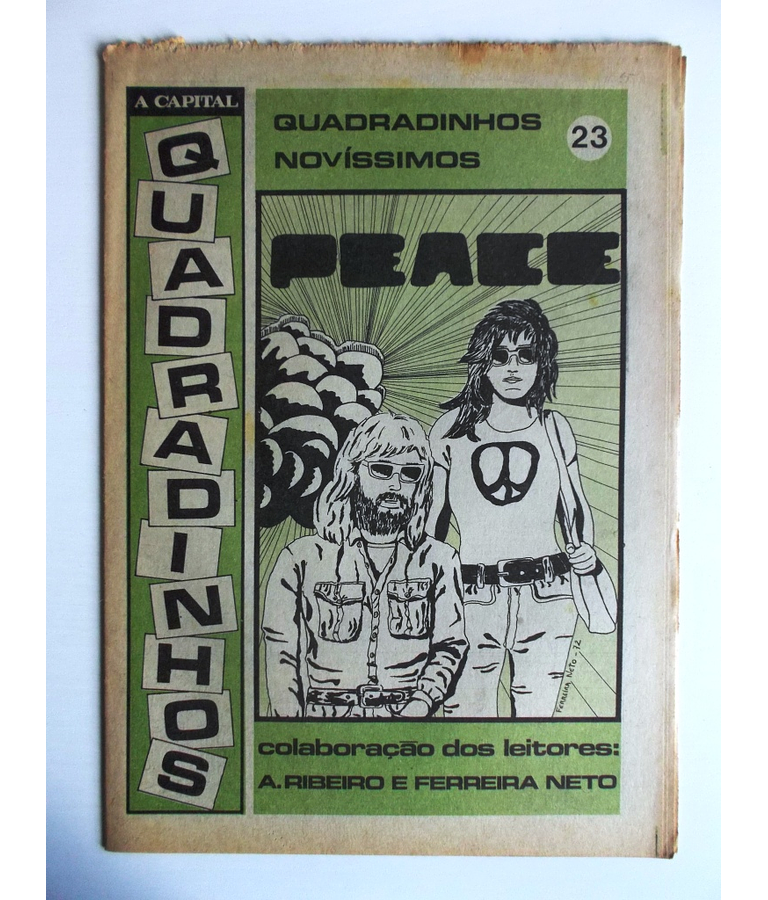 A CAPITAL
QUADRADINHOS
QUADRADINHOS
NOVÍSSIMOS
23
PEACE
FERREIRA NETO - 72
colaboração dos leitores:
A. RIBEIRO E FERREIRA NETO